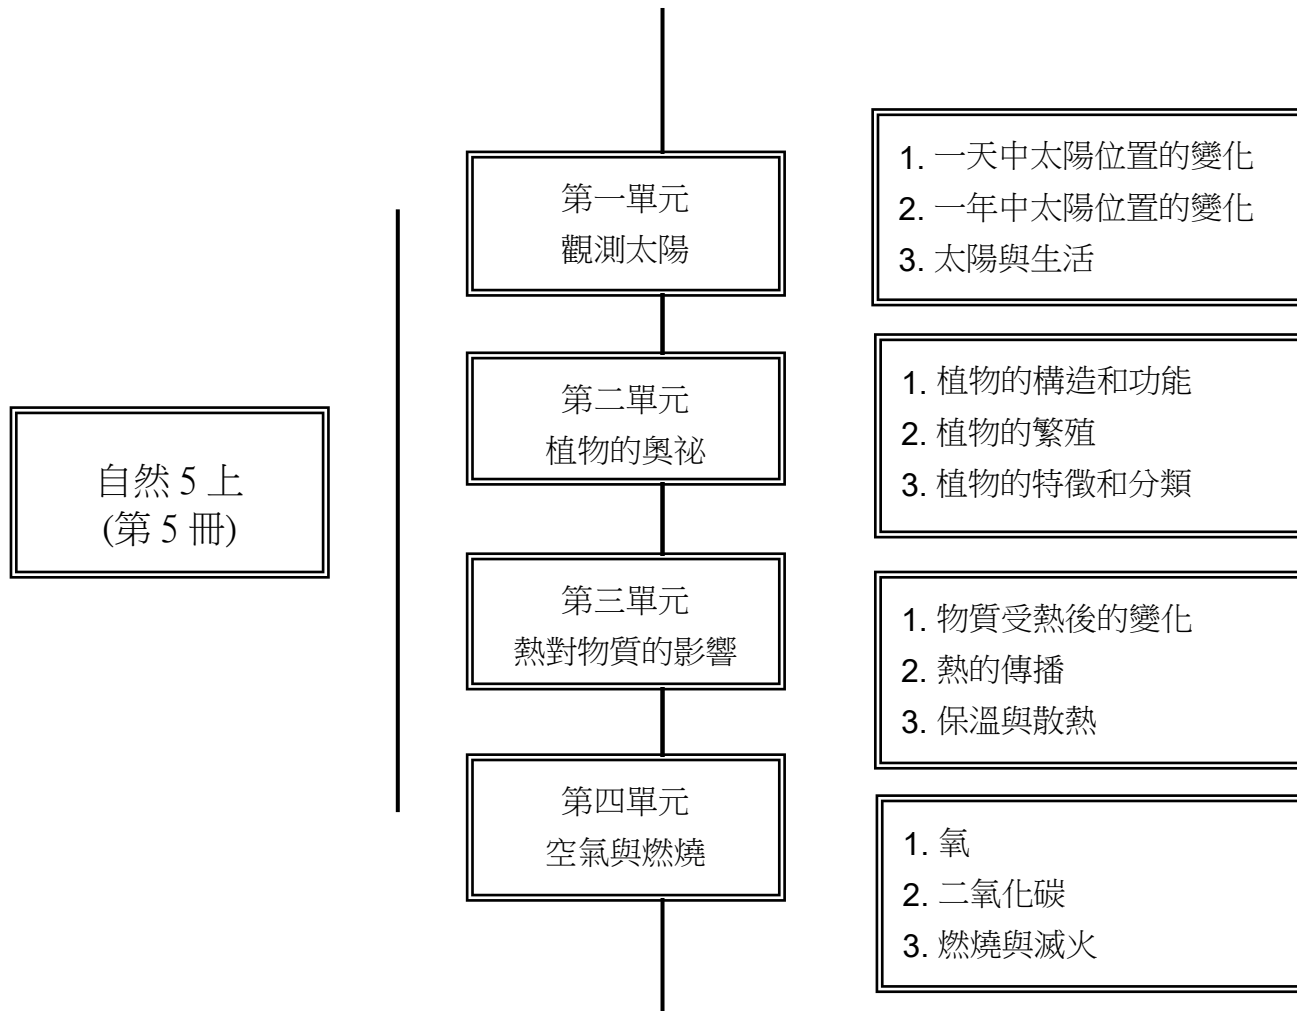 自然 5 上
(第 5 冊)
第一單元
觀測太陽
1. 一天中太陽位置的變化
2. 一年中太陽位置的變化
3. 太陽與生活
第二單元
植物的奧祕
1. 植物的構造和功能
2. 植物的繁殖
3. 植物的特徵和分類
第三單元
熱對物質的影響
1. 物質受熱後的變化
2. 熱的傳播
3. 保溫與散熱
第四單元
空氣與燃燒
1. 氧
2. 二氧化碳
3. 燃燒與滅火